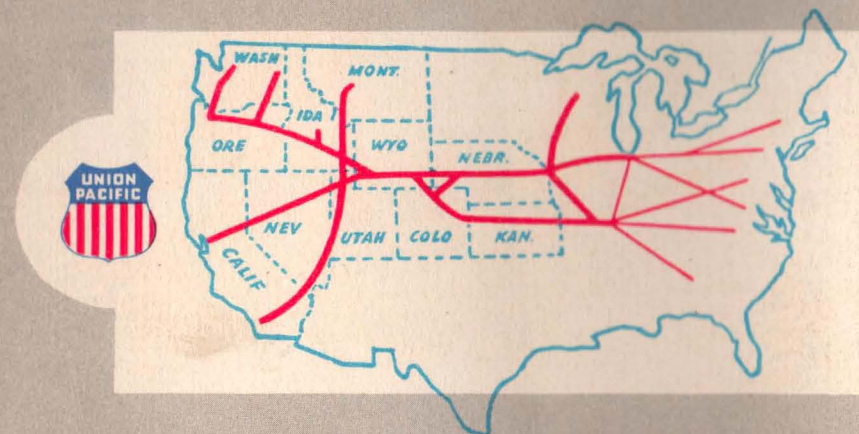 UNION
PACIFIC
WASH
MONT.
IDA
ORE
WYO
NEBR.
NEV
UTAH
COLO
KAN.
CALIF